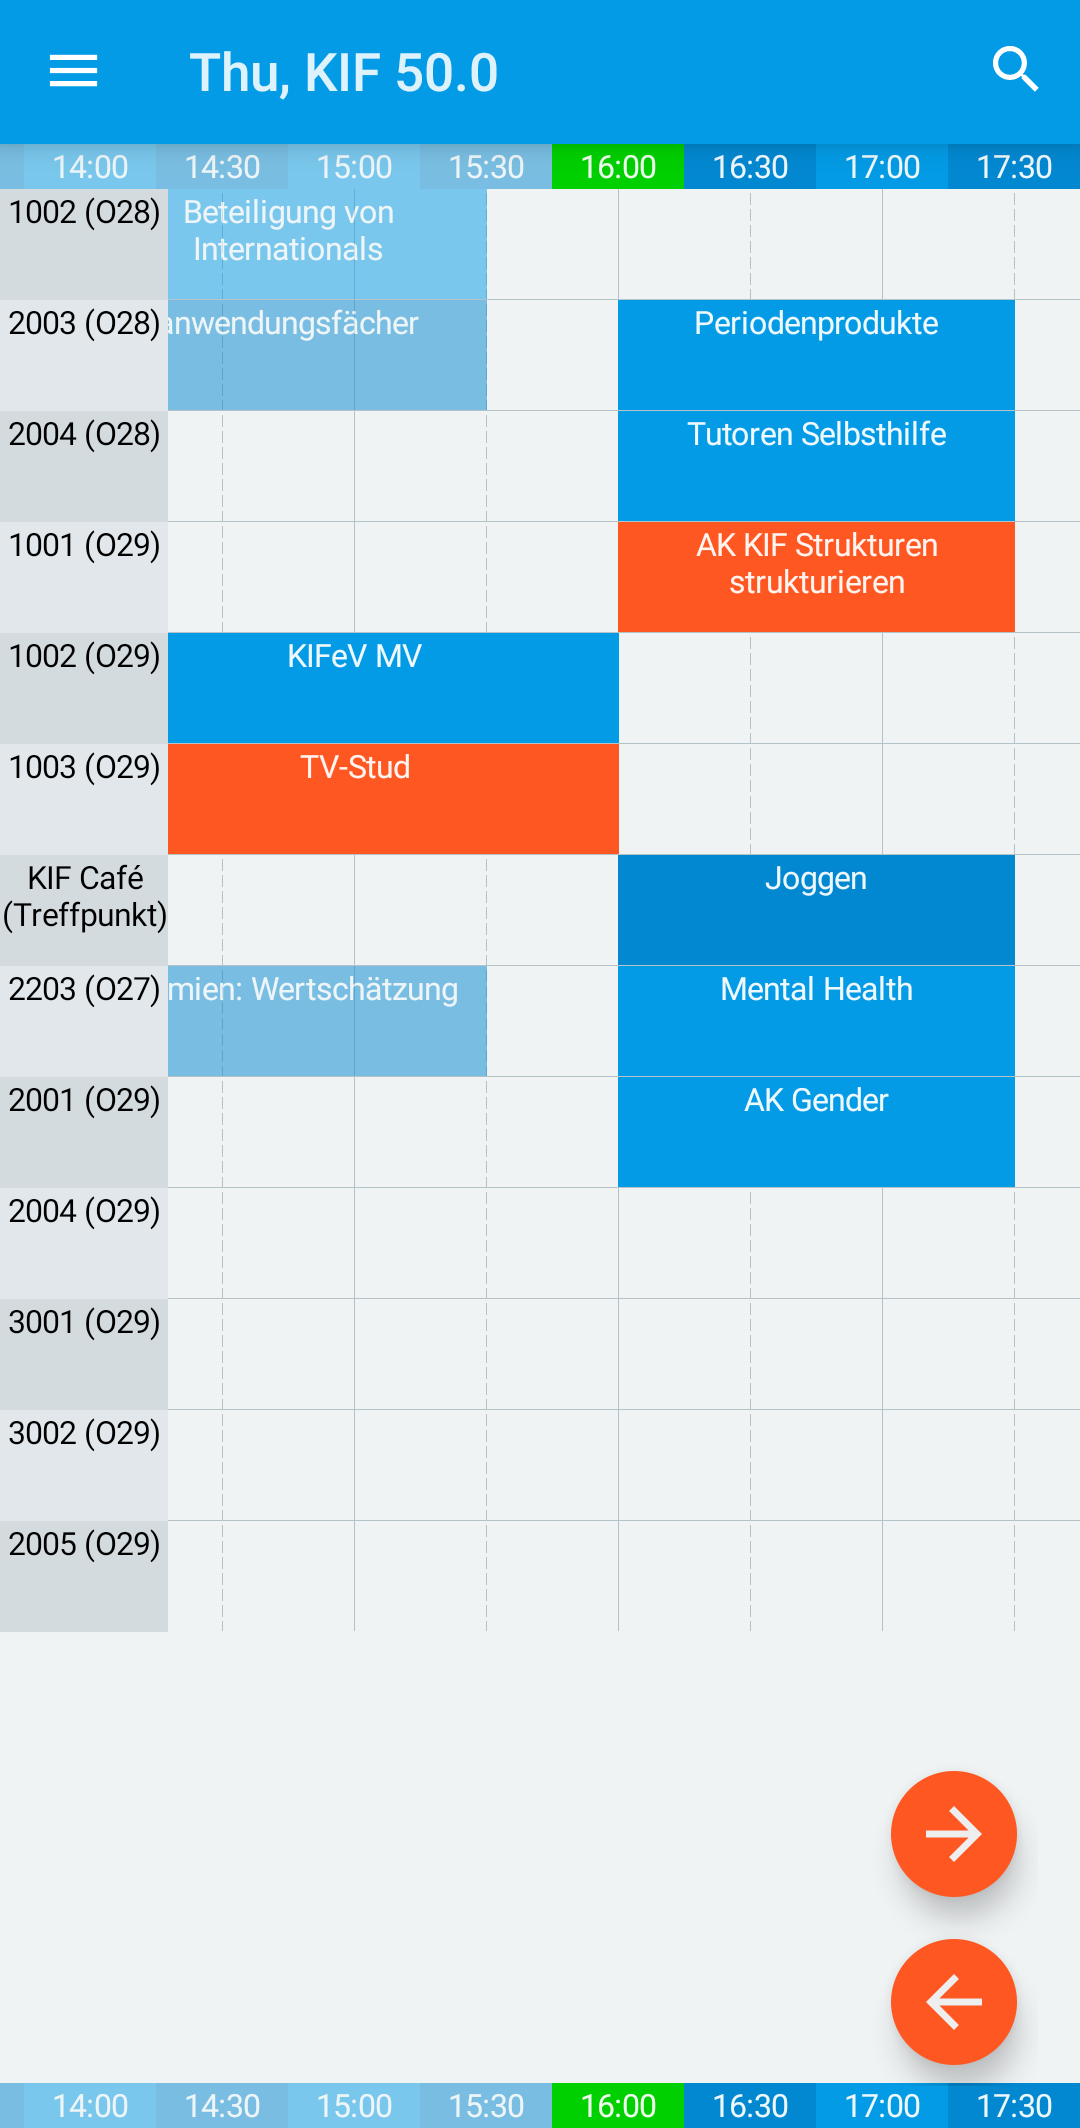 Thu, KIF 50.0
14:00 14:30 15:00 15:30 16:00 16:30 17:00 17:30
1002 (O28) Beteiligung von
Internationals
2003 (O28) anwendungsfächer Periodenprodukte
2004 (O28) Tutoren Selbsthilfe
1001 (O29) AK KIF Strukturen
strukturieren
1002 (O29) KIFeV MV
1003 (O29) TV-Stud
KIF Café Joggen
(Treffpunkt)
2203 (O27) mien: Wertschätzung Mental Health
2001 (O29) AK Gender
2004 (O29)
3001 (O29)
3002 (O29)
2005 (O29)
14:00 14:30 15:00 15:30 16:00 16:30 17:00 17:30